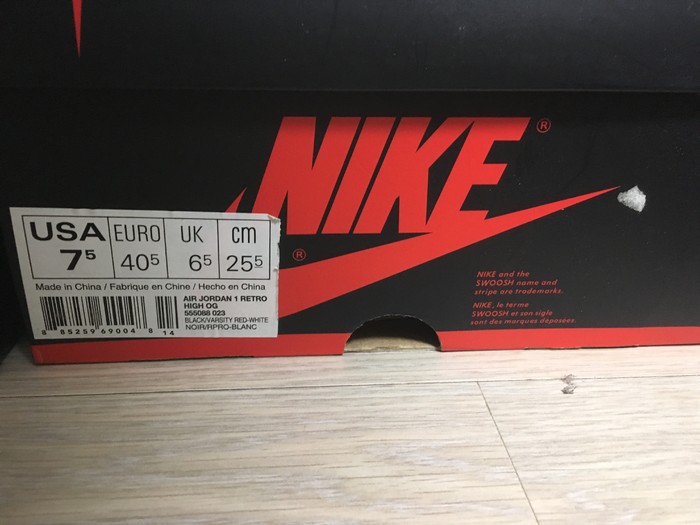 NIKE®
®
USA EURO UK cm
7⁵ 40⁵ 6⁵ 25⁵
Made in China / Fabriqué en Chine / Hecho en China
AIR JORDAN 1 RETRO
HIGH OG
555088 023
BLACK/VARSITY RED-WHITE
NOIR/RPRO-BLANC
8 85259 69004 8 14
NIKE and the
SWOOSH name and
stripe are trademarks.
NIKE, le terme
SWOOSH et son sigle
sont des marques déposées.